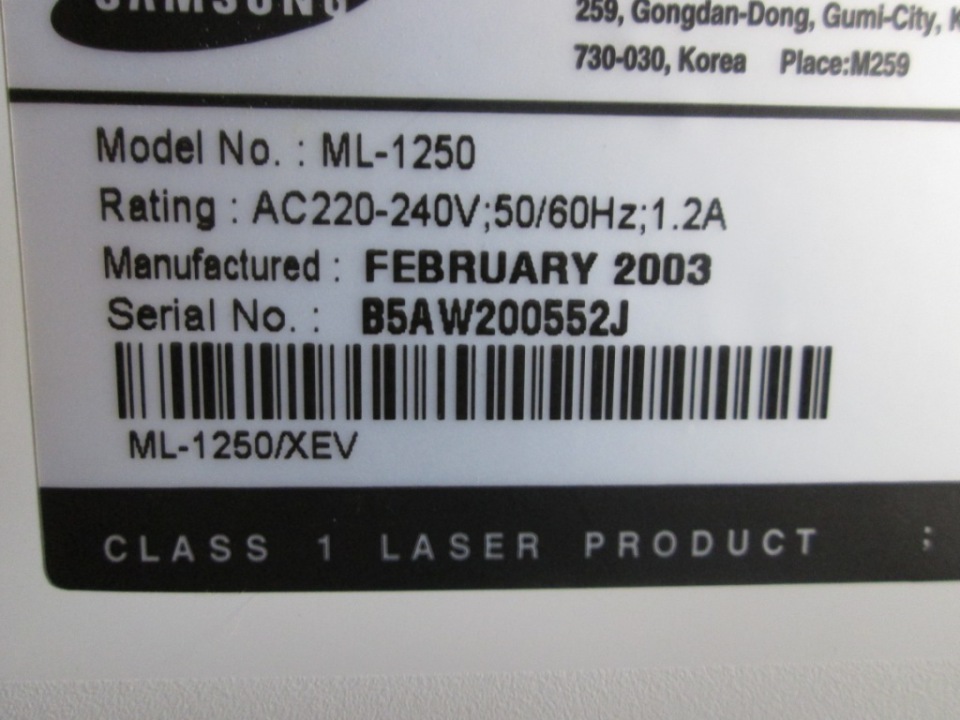 SAMSUNG
259, Gongdan-Dong, Gumi-City, K
730-030, Korea Place:M259
Model No. : ML-1250
Rating : AC220-240V;50/60Hz;1.2A
Manufactured : FEBRUARY 2003
Serial No. : B5AW200552J
ML-1250/XEV
CLASS 1 LASER PRODUCT ;